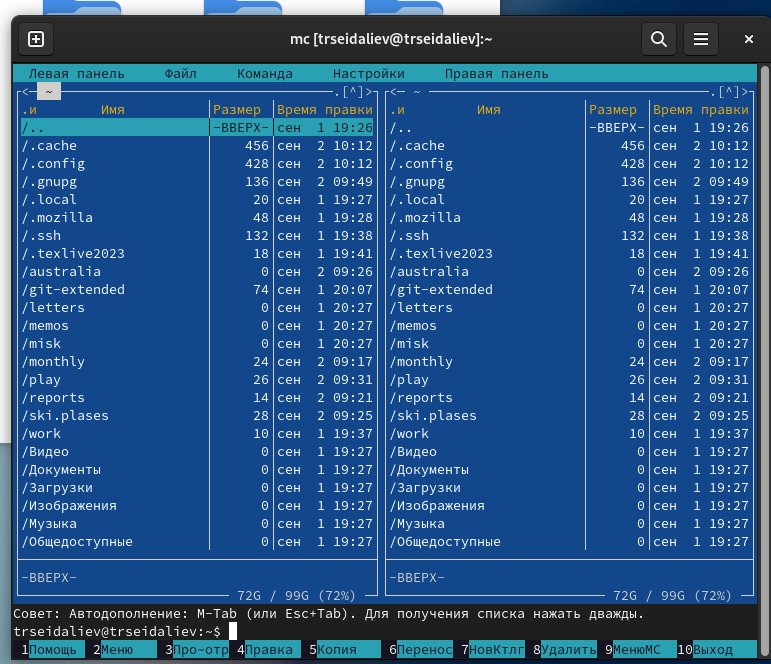 mc [trseidaliev@trseidaliev]:~
Левая панель Файл Команда Настройки Правая панель
<- ~ .[^]> <- ~ .[^]>
.и Имя Размер Время правки .и Имя Размер Время правки
/.. -ВВЕРХ- сен 1 19:26 /.. -ВВЕРХ- сен 1 19:26
/.cache 456 сен 2 10:12 /.cache 456 сен 2 10:12
/.config 428 сен 2 10:12 /.config 428 сен 2 10:12
/.gnupg 136 сен 2 09:49 /.gnupg 136 сен 2 09:49
/.local 20 сен 1 19:27 /.local 20 сен 1 19:27
/.mozilla 48 сен 1 19:28 /.mozilla 48 сен 1 19:28
/.ssh 132 сен 1 19:38 /.ssh 132 сен 1 19:38
/.texlive2023 18 сен 1 19:41 /.texlive2023 18 сен 1 19:41
/australia 0 сен 2 09:26 /australia 0 сен 2 09:26
/git-extended 74 сен 1 20:07 /git-extended 74 сен 1 20:07
/letters 0 сен 1 20:27 /letters 0 сен 1 20:27
/memos 0 сен 1 20:27 /memos 0 сен 1 20:27
/misk 0 сен 1 20:27 /misk 0 сен 1 20:27
/monthly 24 сен 2 09:17 /monthly 24 сен 2 09:17
/play 26 сен 2 09:31 /play 26 сен 2 09:31
/reports 14 сен 2 09:21 /reports 14 сен 2 09:21
/ski.plases 28 сен 2 09:25 /ski.plases 28 сен 2 09:25
/work 10 сен 1 19:37 /work 10 сен 1 19:37
/Видео 0 сен 1 19:27 /Видео 0 сен 1 19:27
/Документы 0 сен 1 19:27 /Документы 0 сен 1 19:27
/Загрузки 0 сен 1 19:27 /Загрузки 0 сен 1 19:27
/Изображения 0 сен 1 19:27 /Изображения 0 сен 1 19:27
/Музыка 0 сен 1 19:27 /Музыка 0 сен 1 19:27
/Общедоступные 0 сен 1 19:27 /Общедоступные 0 сен 1 19:27
-ВВЕРХ- -ВВЕРХ-
72G / 99G (72%) 72G / 99G (72%)
Совет: Автодополнение: M-Tab (или Esc+Tab). Для получения списка нажать дважды.
trseidaliev@trseidaliev:~$
1Помощь 2Меню 3Про~отр 4Правка 5Копия 6Перенос 7НовКтлг 8Удалить 9МенюMC 10Выход